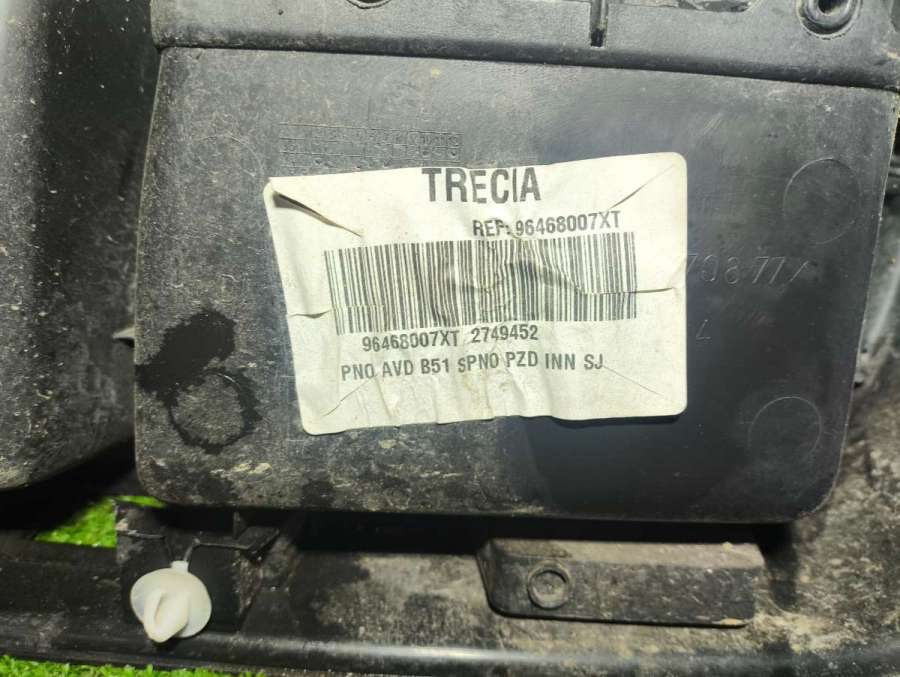 TRECIA
REF: 96468007XT
96468007XT 2749452
PNO AVD B51 SPNO PZD INN SJ